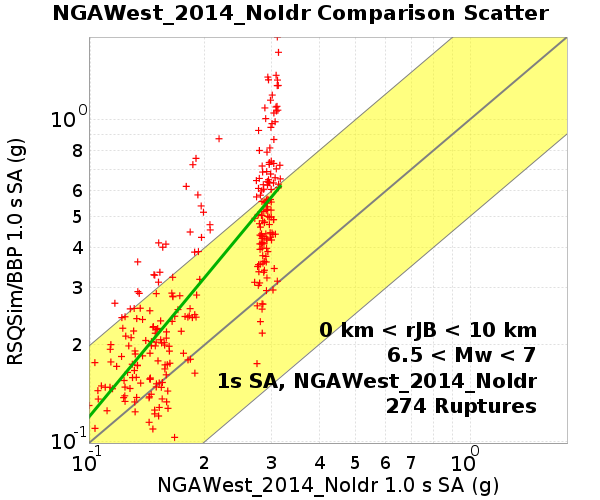 NGAWest_2014_NoIdr Comparison Scatter
RSQSim/BBP 1.0 s SA (g)
10^0
8
6
5
4
3
2
10^-1
0 km < rJB < 10 km
6.5 < Mw < 7
1s SA, NGAWest_2014_NoIdr
274 Ruptures
10^-1 2 3 4 5 6 7 10^0
NGAWest_2014_NoIdr 1.0 s SA (g)